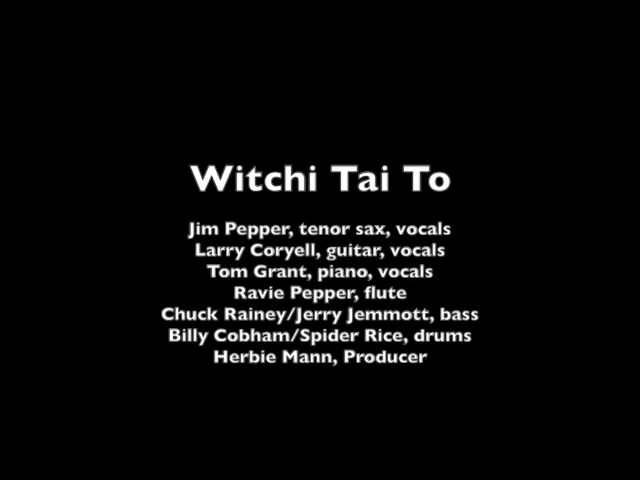 Witchi Tai To
Jim Pepper, tenor sax, vocals
Larry Coryell, guitar, vocals
Tom Grant, piano, vocals
Ravie Pepper, flute
Chuck Rainey/Jerry Jemmott, bass
Billy Cobham/Spider Rice, drums
Herbie Mann, Producer